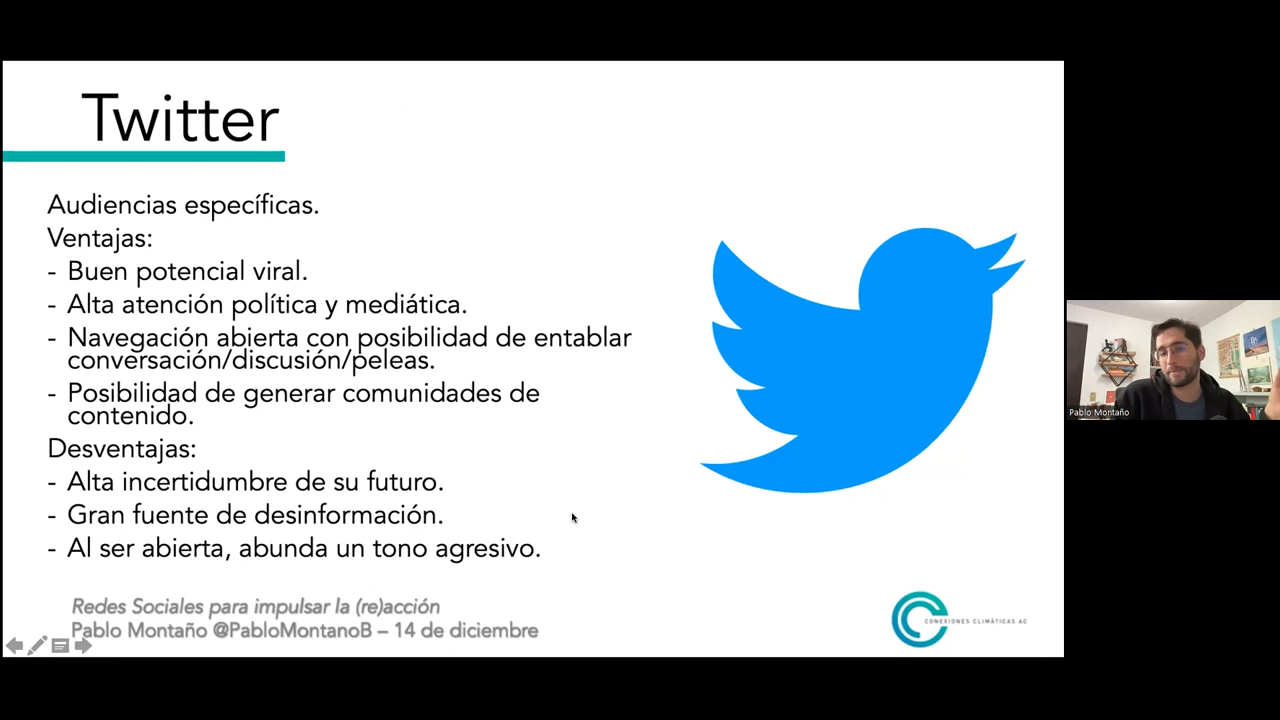 Twitter
Audiencias específicas.
Ventajas:
- Buen potencial viral.
- Alta atención política y mediática.
- Navegación abierta con posibilidad de entablar
conversación/discusión/peleas.
- Posibilidad de generar comunidades de
contenido.
Desventajas:
- Alta incertidumbre de su futuro.
- Gran fuente de desinformación.
- Al ser abierta, abunda un tono agresivo.
Redes Sociales para impulsar la (re)acción
Pablo Montaño @PabloMontanoB – 14 de diciembre
CONEXIONES CLIMÁTICAS AC
Pablo Montaño